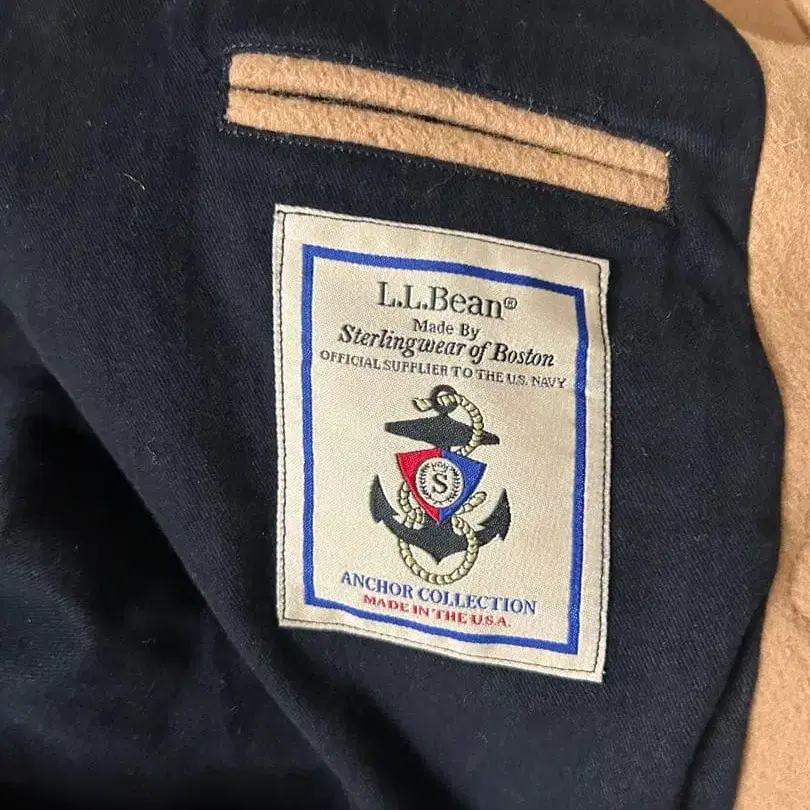 L.L.Bean®
Made By
Sterlingwear of Boston
OFFICIAL SUPPLIER TO THE U.S. NAVY
S
ANCHOR COLLECTION
MADE IN THE U.S.A.